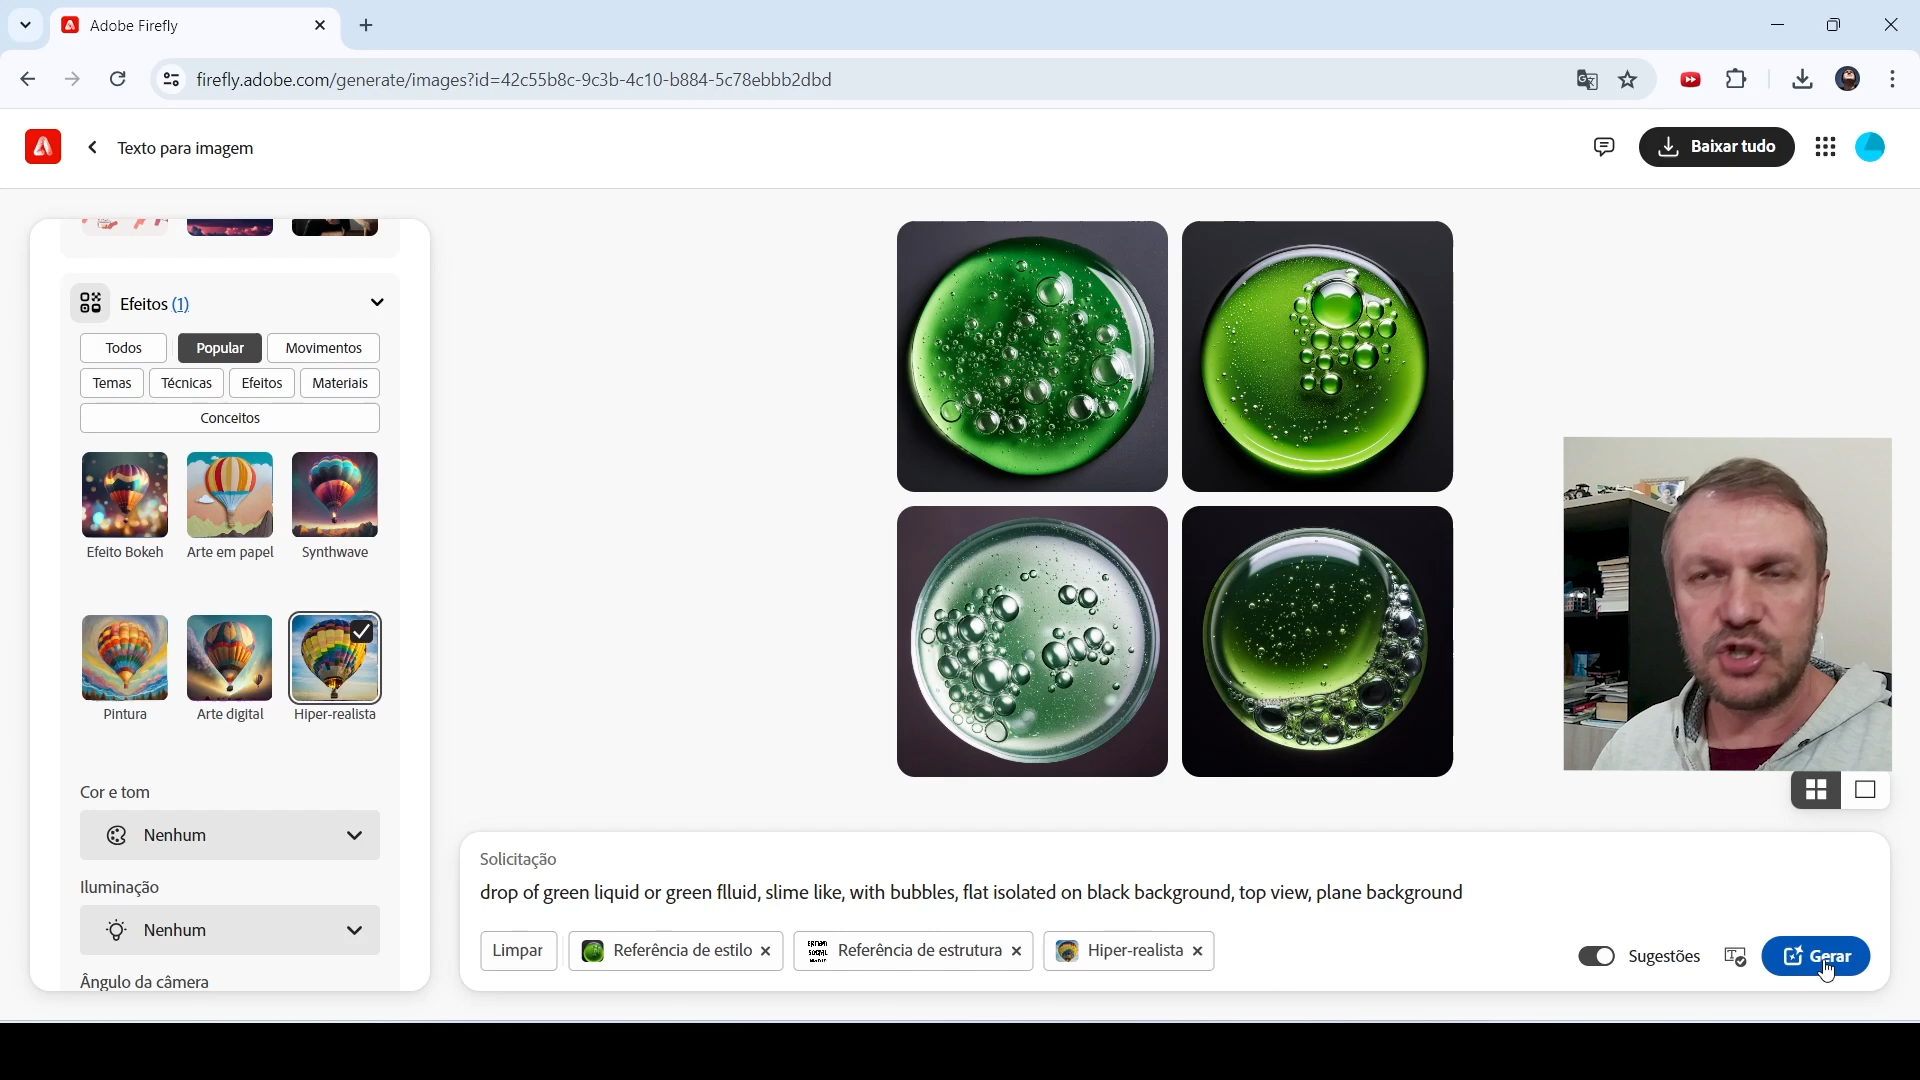 Adobe Firefly
firefly.adobe.com/generate/images?id=42c55b8c-9c3b-4c10-b884-5c78ebbb2dbd
Texto para imagem
Baixar tudo
Efeitos (1)
Todos
Popular
Movimentos
Temas
Técnicas
Efeitos
Materiais
Conceitos
Efeito Bokeh
Arte em papel
Synthwave
Pintura
Arte digital
Hiper-realista
Cor e tom
Nenhum
Iluminação
Nenhum
Ângulo da câmera
Solicitação
drop of green liquid or green flluid, slime like, with bubbles, flat isolated on black background, top view, plane background
Limpar
Referência de estilo
Referência de estrutura
Hiper-realista
Sugestões
Gerar